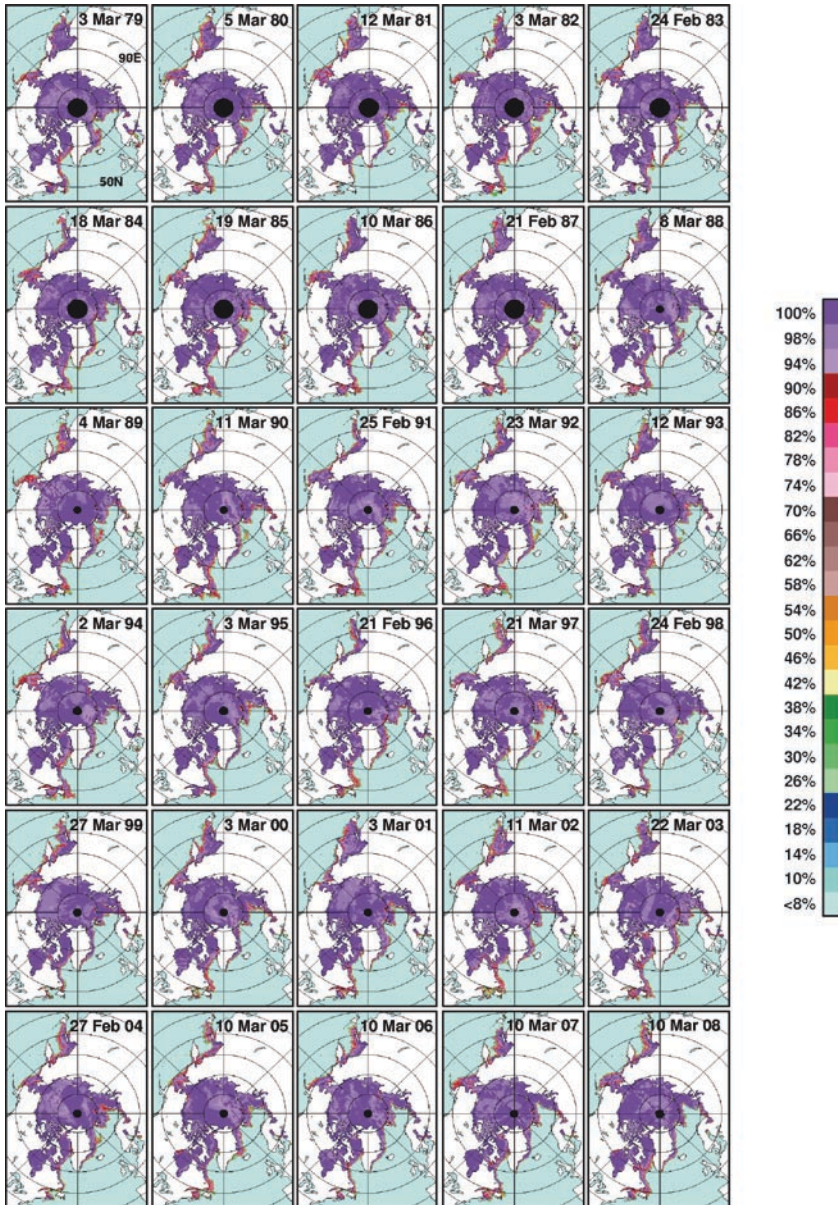 3 Mar 79
5 Mar 80
12 Mar 81
3 Mar 82
24 Feb 83
90E
50N
18 Mar 84
19 Mar 85
10 Mar 86
21 Feb 87
8 Mar 88
4 Mar 89
11 Mar 90
25 Feb 91
23 Mar 92
12 Mar 93
2 Mar 94
3 Mar 95
21 Feb 96
21 Mar 97
24 Feb 98
27 Mar 99
3 Mar 00
3 Mar 01
11 Mar 02
22 Mar 03
27 Feb 04
10 Mar 05
10 Mar 06
10 Mar 07
10 Mar 08
100%
98%
94%
90%
86%
82%
78%
74%
70%
66%
62%
58%
54%
50%
46%
42%
38%
34%
30%
26%
22%
18%
14%
10%
<8%